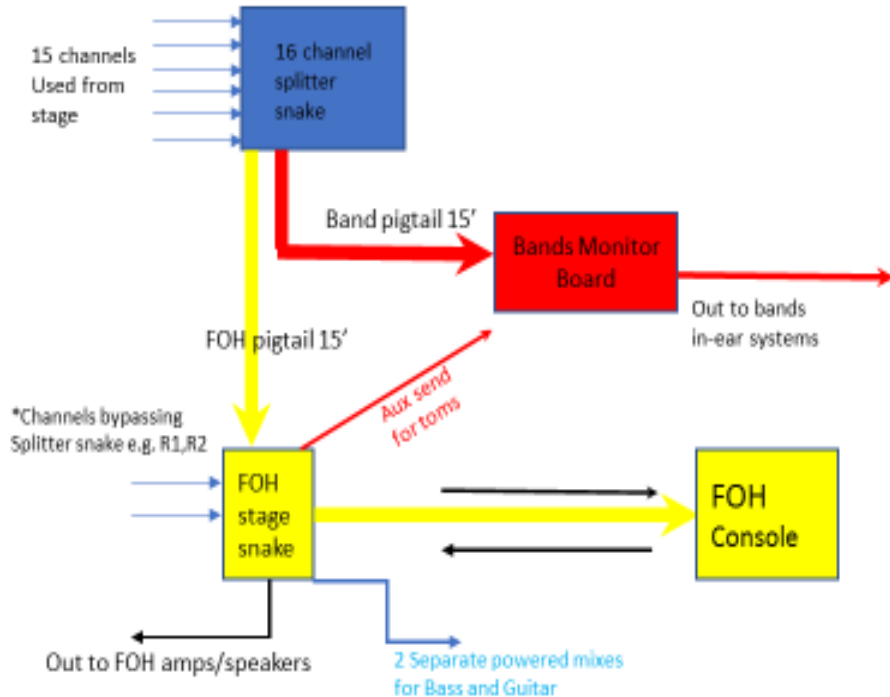 15 channels
Used from
stage
16 channel
splitter
snake
Band pigtail 15'
Bands Monitor
Board
Out to bands
in-ear systems
FOH pigtail 15'
Aux send
for toms
*Channels bypassing
Splitter snake e.g. R1,R2
FOH
stage
snake
FOH
Console
Out to FOH amps/speakers
2 Separate powered mixes
for Bass and Guitar